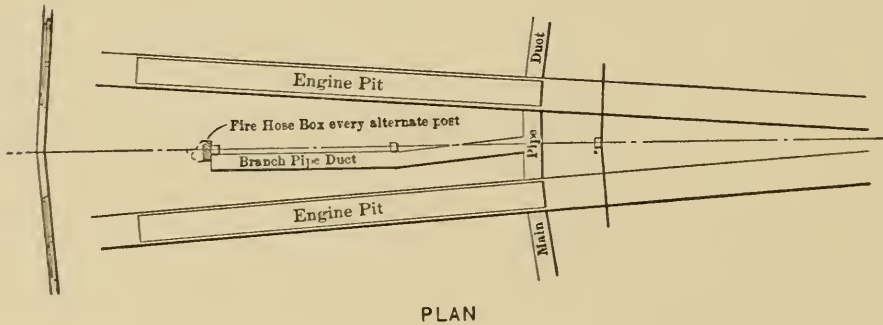 Duct
Engine Pit
Fire Hose Box every alternate post
Pipe
Branch Pipe Duct
Engine Pit
Main
PLAN